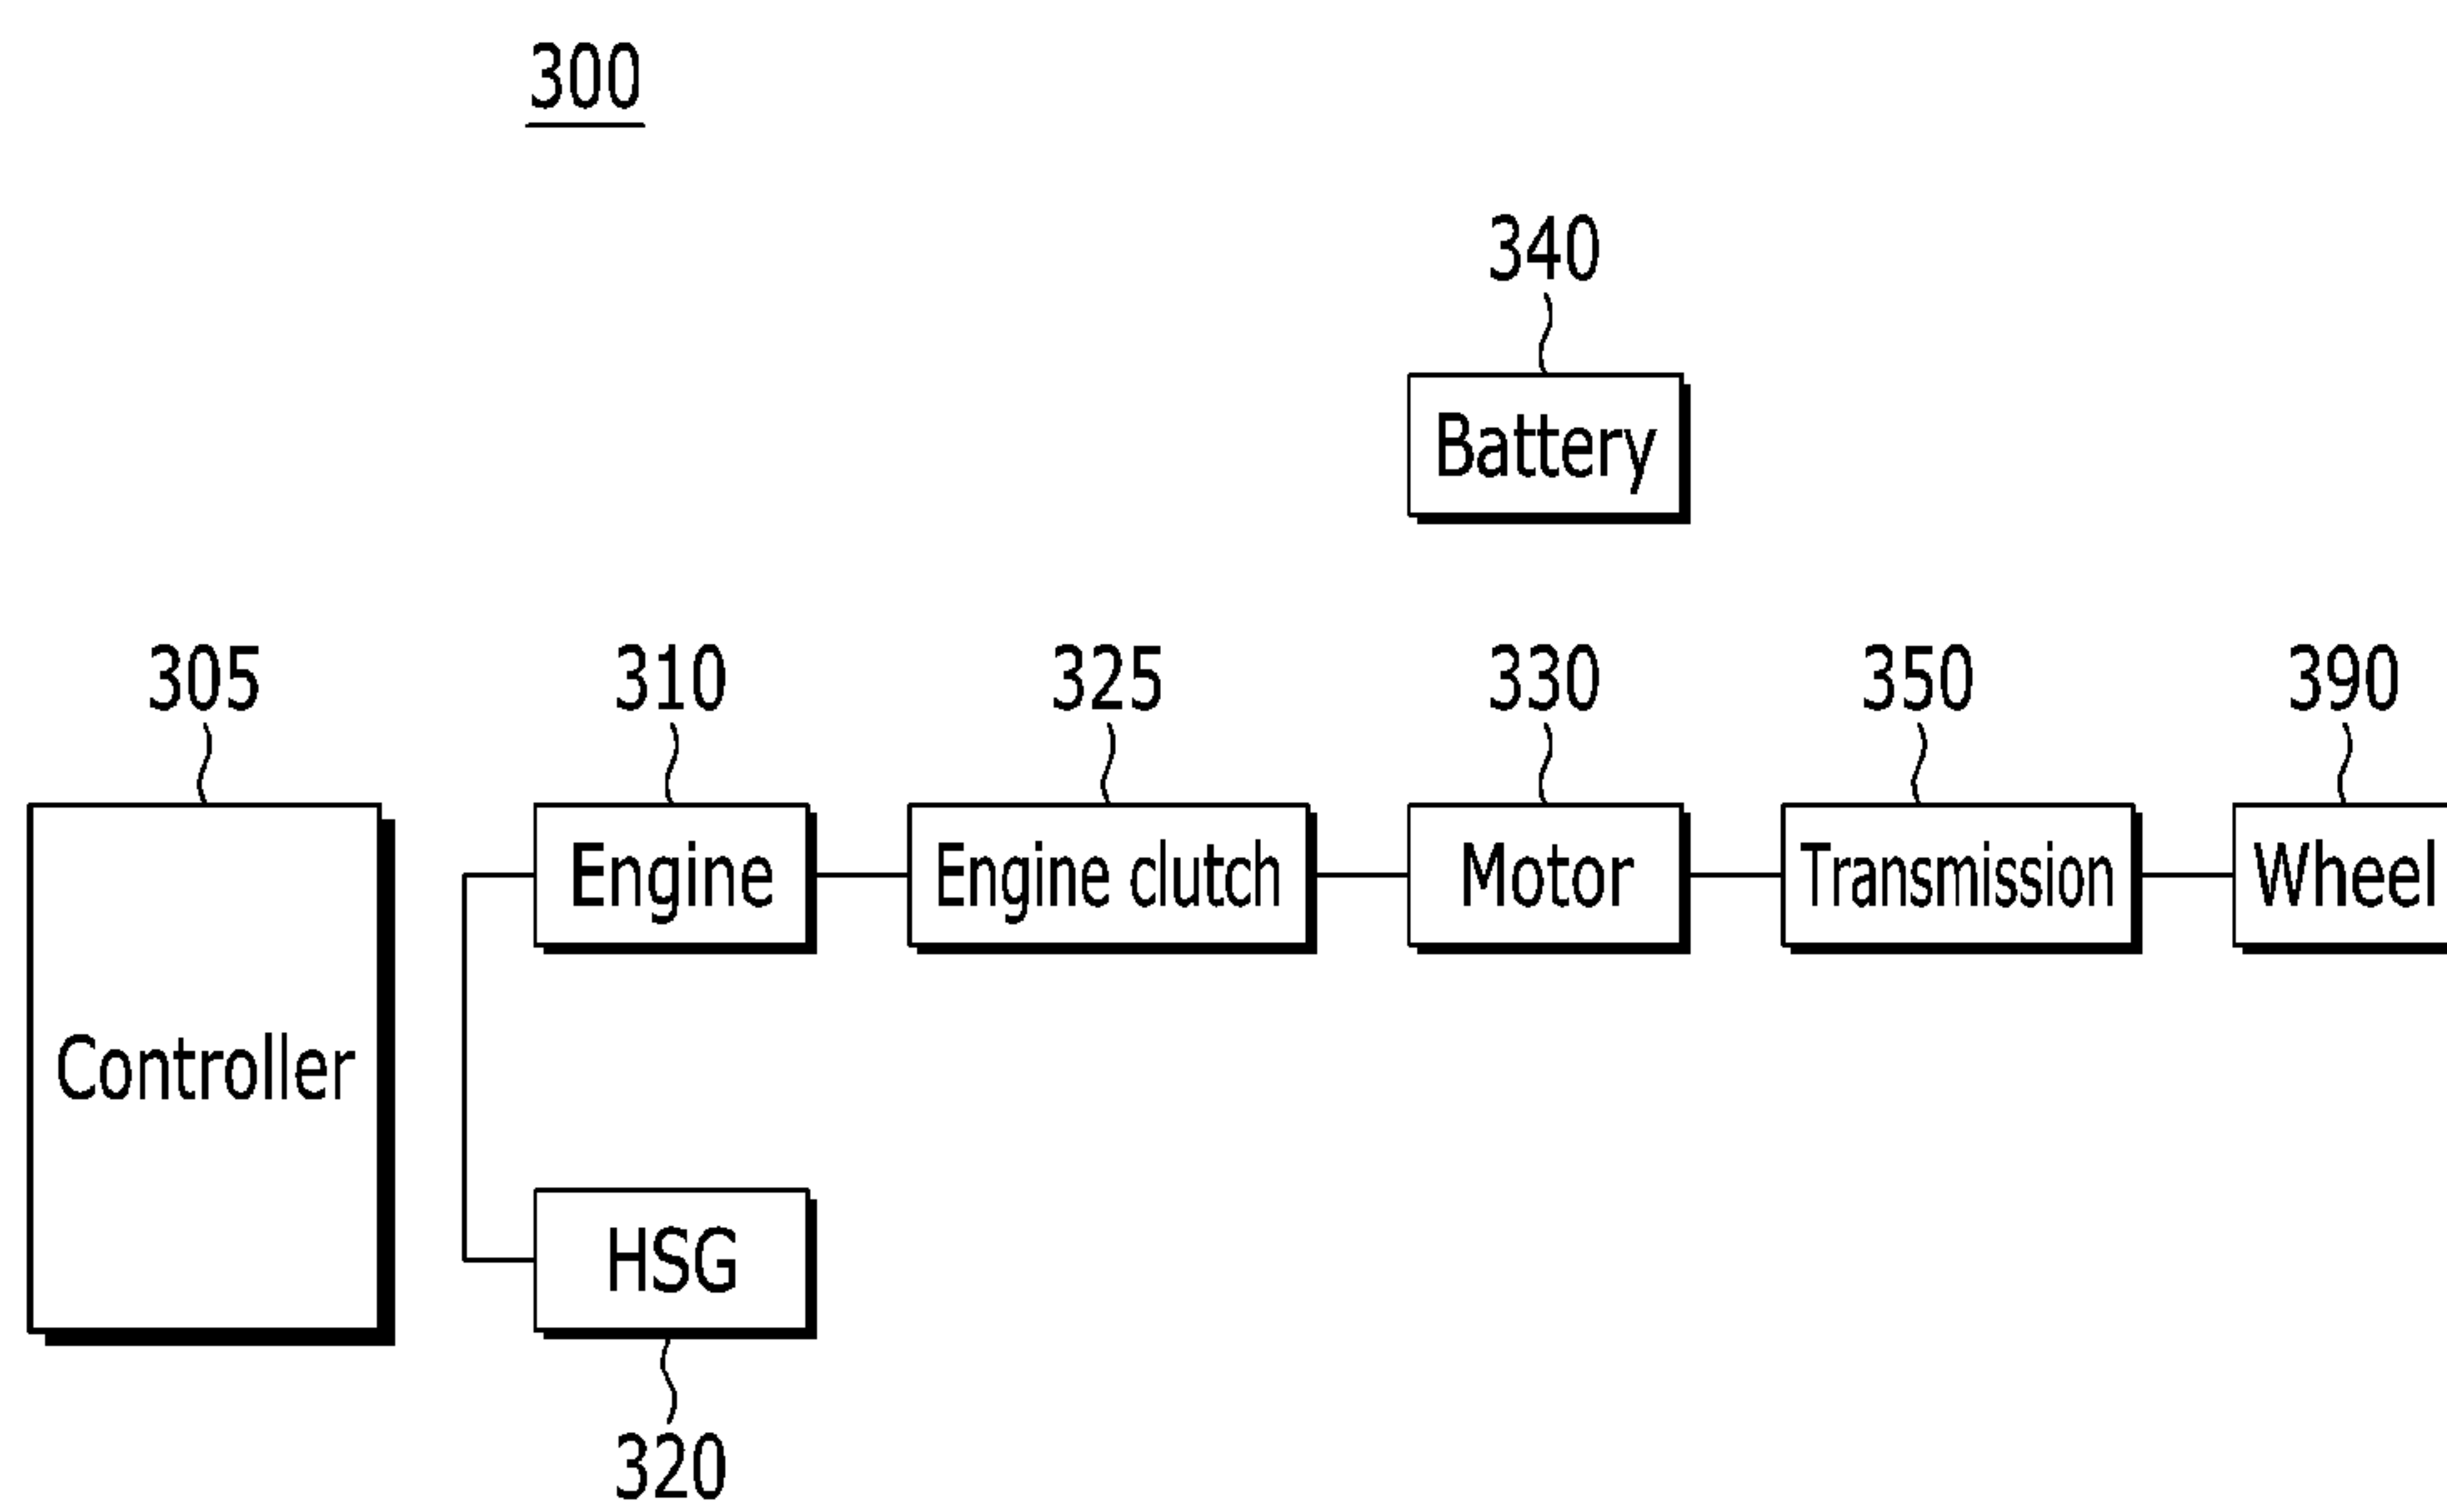 300
340
Battery
305
310
325
330
350
390
Engine
Engine clutch
Motor
Transmission
Wheel
Controller
HSG
320